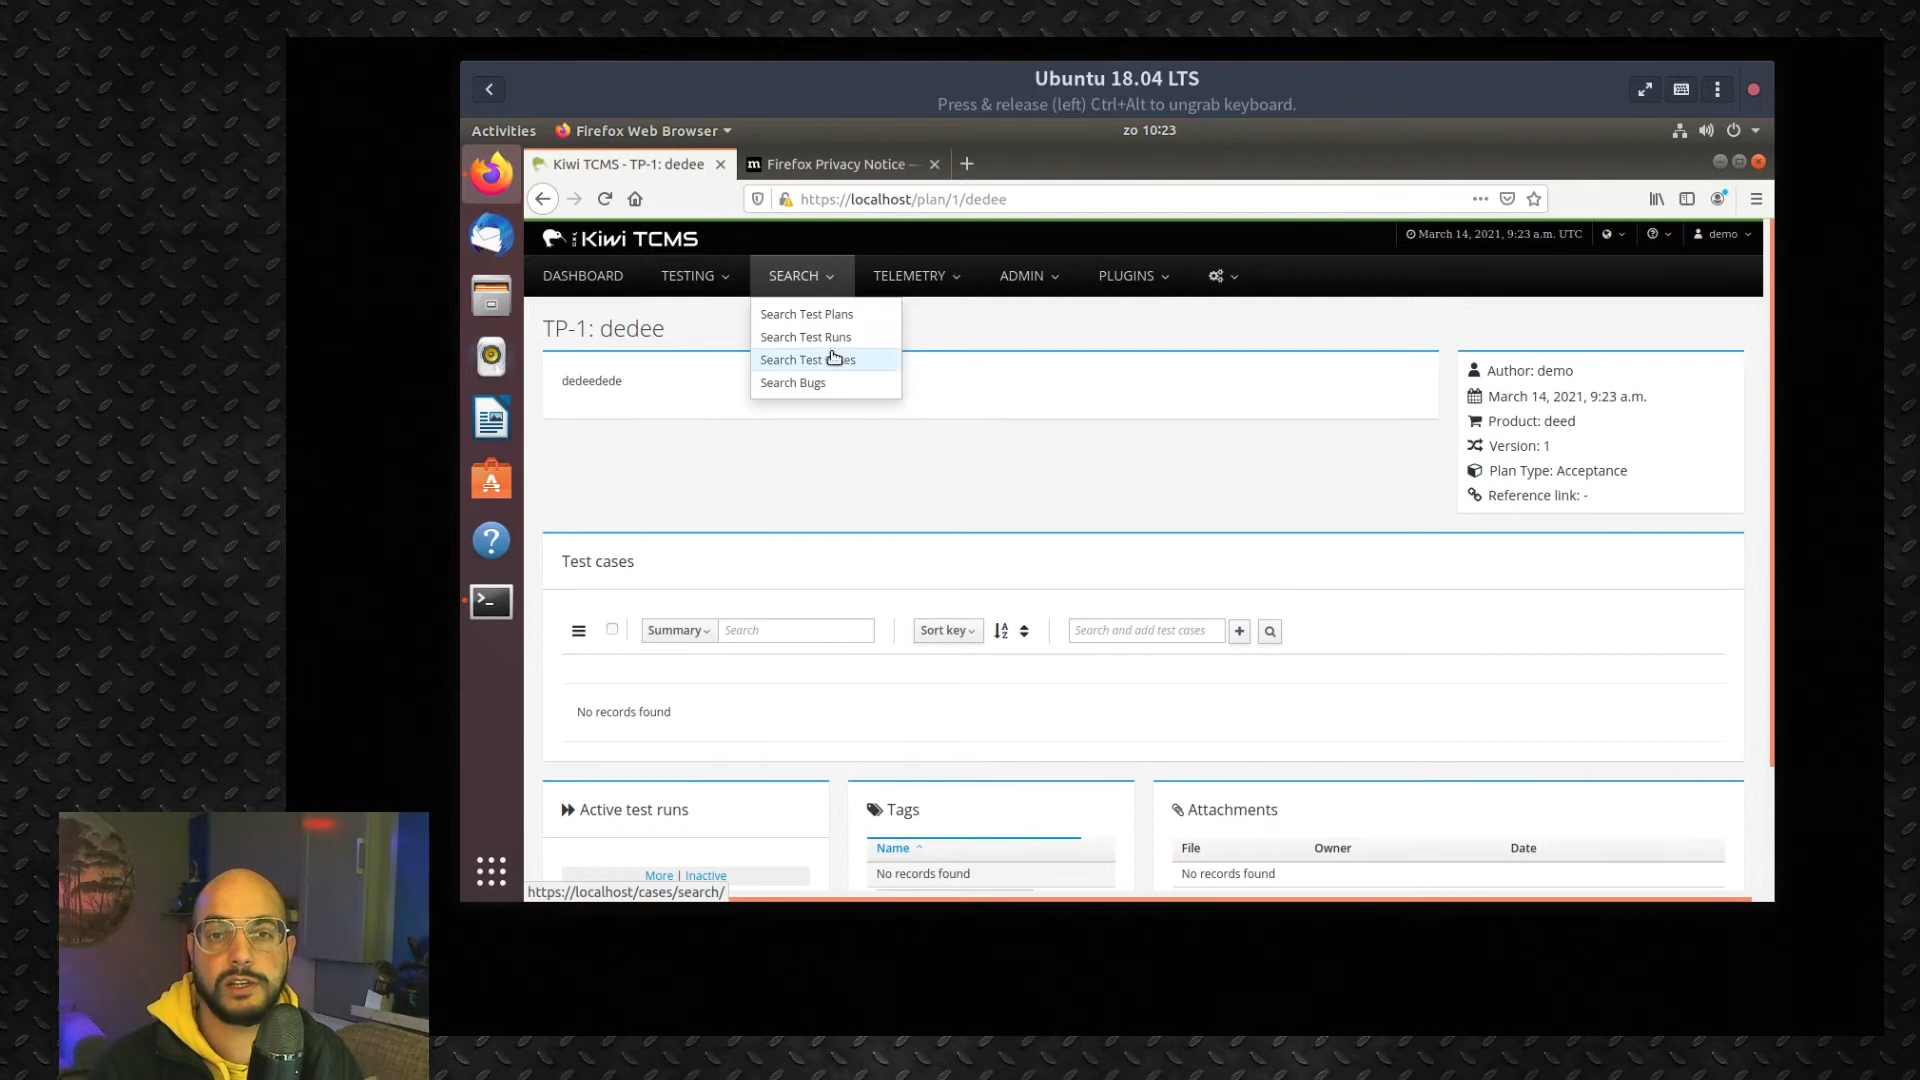 Ubuntu 18.04 LTS
Press & release (left) Ctrl+Alt to ungrab keyboard.
Activities Firefox Web Browser zo 10:23
Kiwi TCMS - TP-1: dedee Firefox Privacy Notice —
https://localhost/plan/1/dedee
Kiwi TCMS March 14, 2021, 9:23 a.m. UTC demo
DASHBOARD TESTING SEARCH TELEMETRY ADMIN PLUGINS
Search Test Plans
Search Test Runs
Search Test
Search Bugs
TP-1: dedee
dedeedede
Author: demo
March 14, 2021, 9:23 a.m.
Product: deed
Version: 1
Plan Type: Acceptance
Reference link: -
Test cases
Summary Search Sort key Search and add test cases
No records found
Active test runs
More | Inactive
Tags
Name
No records found
Attachments
File Owner Date
No records found
https://localhost/cases/search/